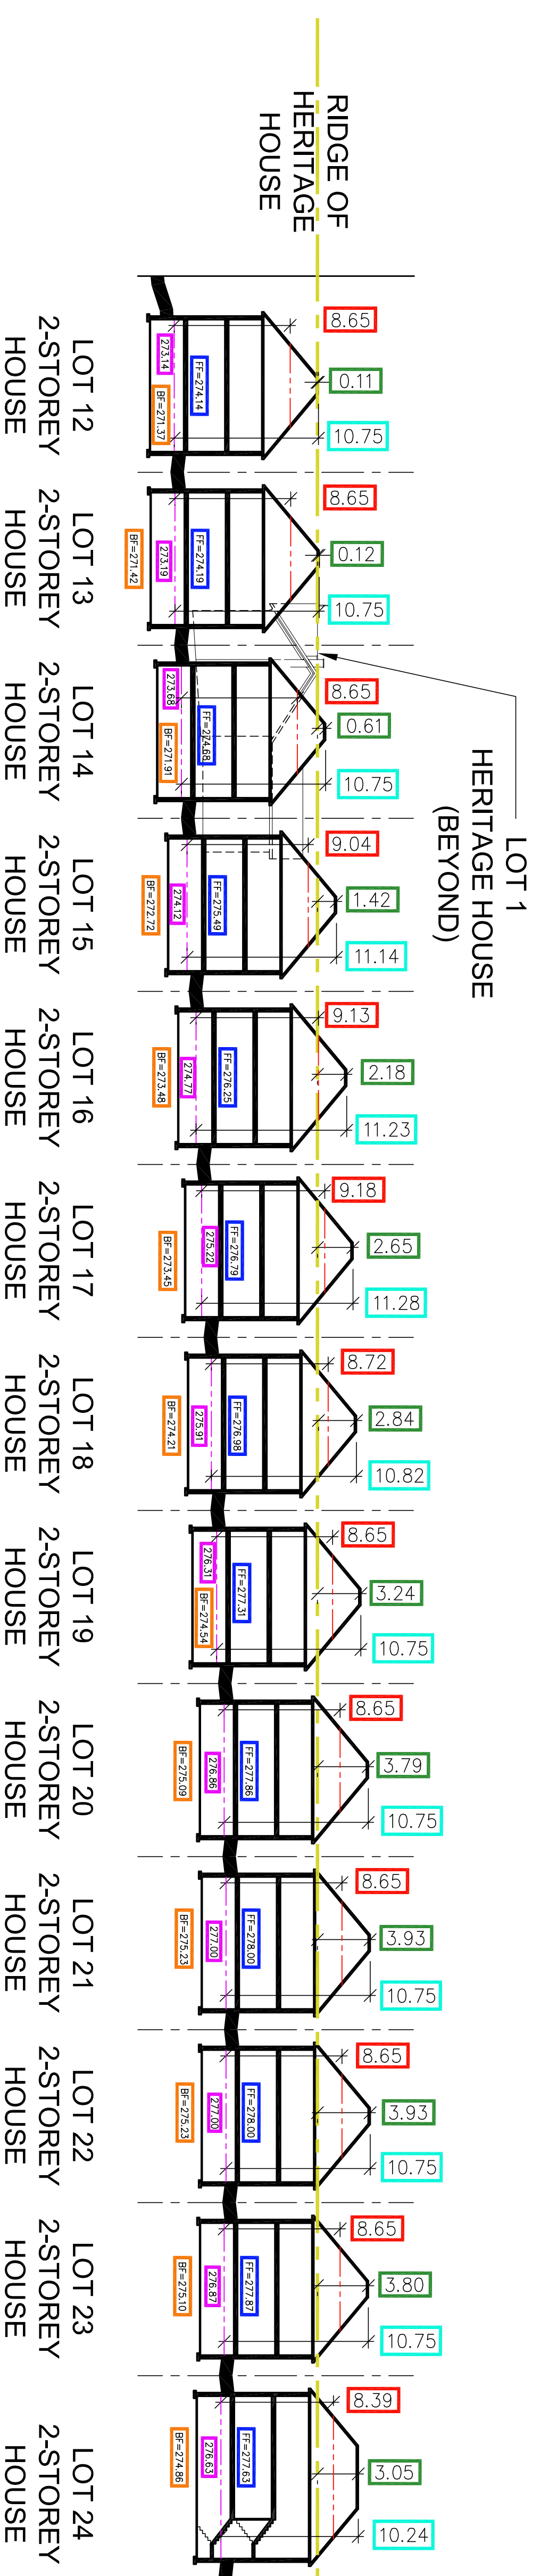 RIDGE OF
HERITAGE
HOUSE
LOT 1
HERITAGE HOUSE
(BEYOND)
8.65
0.11
10.75
FF=274.14
273.14
BF=271.37
LOT 12
2-STOREY
HOUSE
8.65
0.12
10.75
FF=274.19
273.19
BF=271.42
LOT 13
2-STOREY
HOUSE
8.65
0.61
10.75
FF=274.68
273.68
BF=271.91
LOT 14
2-STOREY
HOUSE
9.04
1.42
11.14
FF=275.49
274.12
BF=272.72
LOT 15
2-STOREY
HOUSE
9.13
2.18
11.23
FF=276.25
274.77
BF=273.48
LOT 16
2-STOREY
HOUSE
9.18
2.65
11.28
FF=276.79
275.22
BF=273.45
LOT 17
2-STOREY
HOUSE
8.72
2.84
10.82
FF=276.98
275.91
BF=274.21
LOT 18
2-STOREY
HOUSE
8.65
3.24
10.75
FF=277.31
276.31
BF=274.54
LOT 19
2-STOREY
HOUSE
8.65
3.79
10.75
FF=277.86
276.86
BF=275.09
LOT 20
2-STOREY
HOUSE
8.65
3.93
10.75
FF=278.00
277.00
BF=275.23
LOT 21
2-STOREY
HOUSE
8.65
3.93
10.75
FF=278.00
277.00
BF=275.23
LOT 22
2-STOREY
HOUSE
8.65
3.80
10.75
FF=277.87
276.87
BF=275.10
LOT 23
2-STOREY
HOUSE
8.39
3.05
10.24
FF=277.63
276.63
BF=274.86
LOT 24
2-STOREY
HOUSE